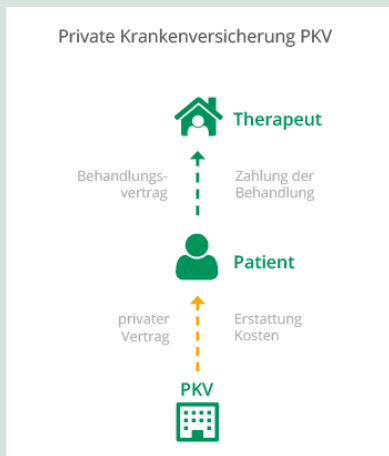 Private Krankenversicherung PKV
Therapeut
Behandlungs-
vertrag
Zahlung der
Behandlung
Patient
privater
Vertrag
Erstattung
Kosten
PKV